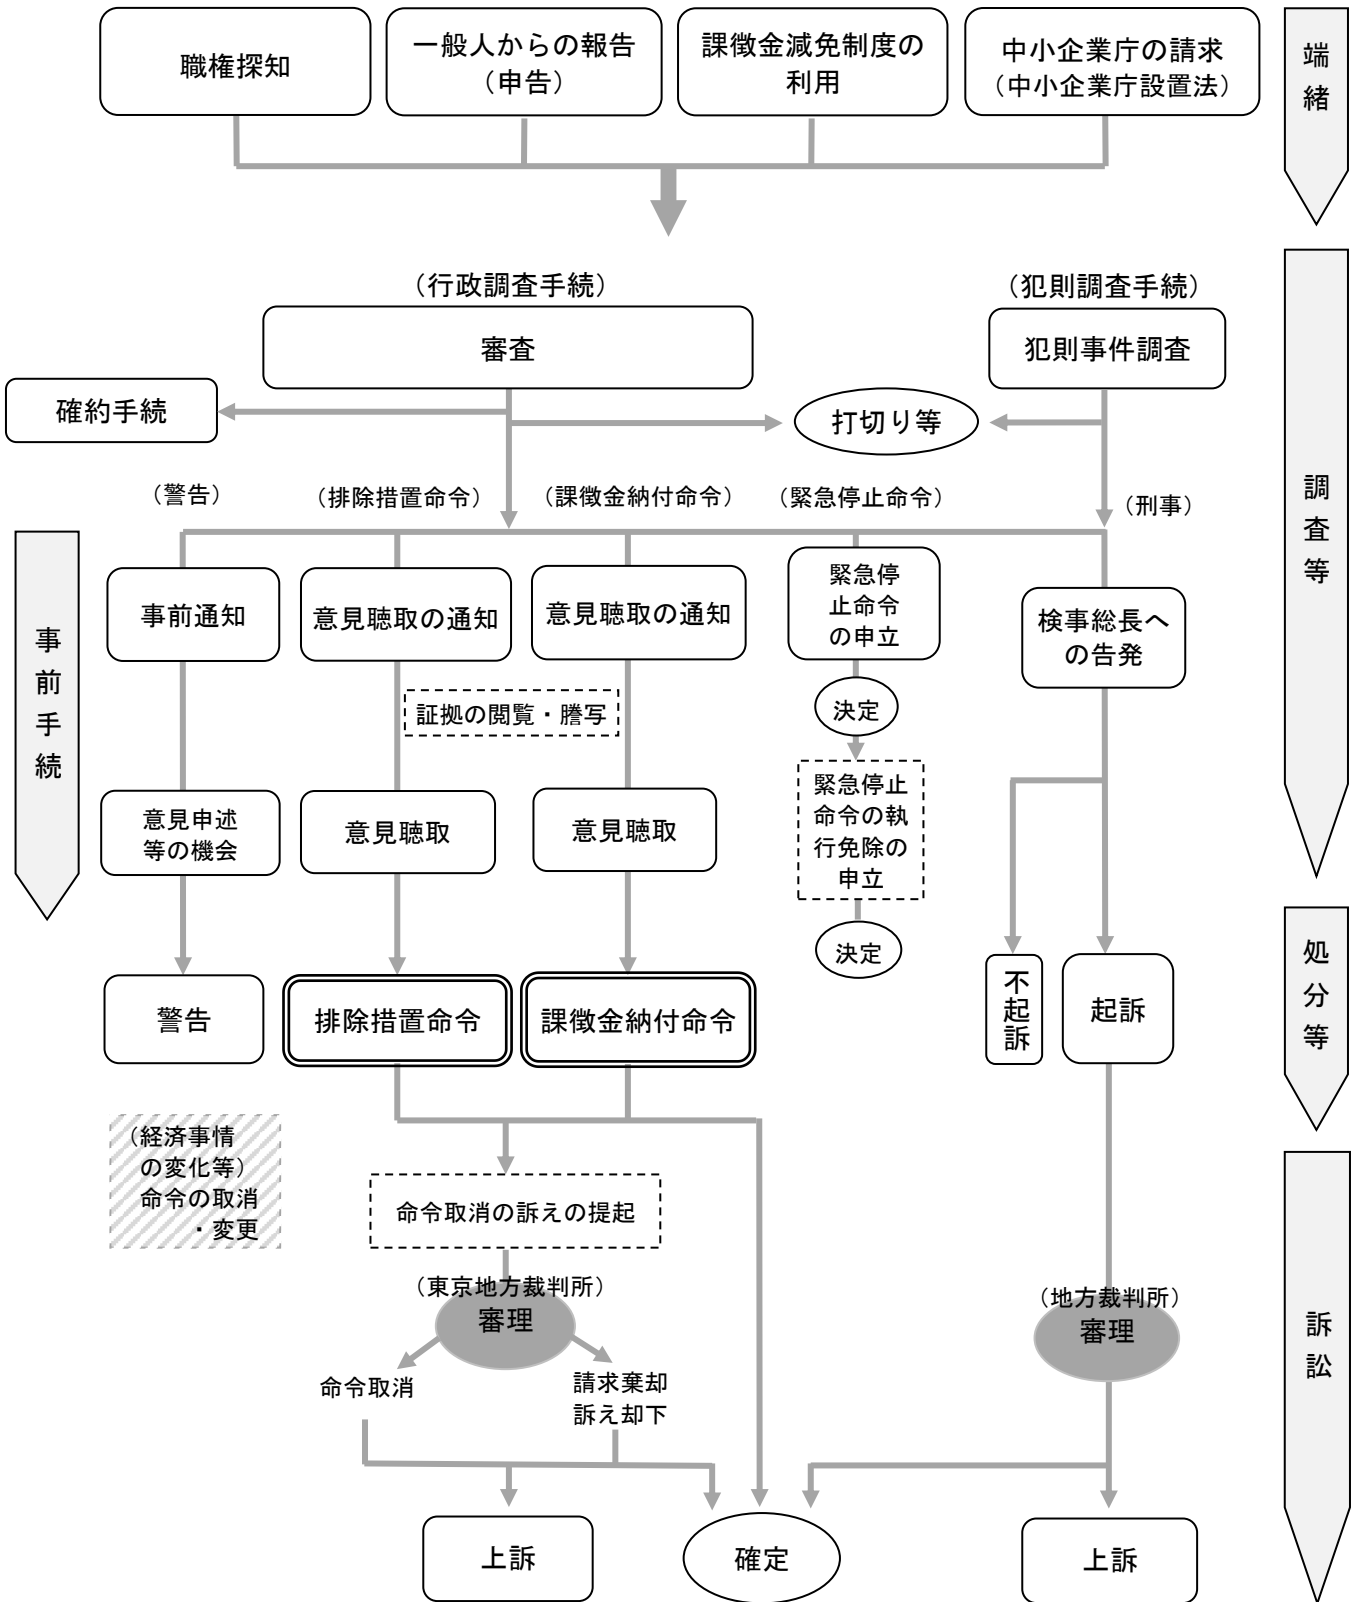 職権探知
一般人からの報告
（申告）
課徴金減免制度の
利用
中小企業庁の請求
（中小企業庁設置法）
端緒
（行政調査手続）
審査
（犯則調査手続）
犯則事件調査
確約手続
打切り等
調査等
（警告）
（排除措置命令）
（課徴金納付命令）
（緊急停止命令）
（刑事）
事前手続
事前通知
意見聴取の通知
意見聴取の通知
緊急停
止命令
の申立
検事総長へ
の告発
証拠の閲覧・謄写
決定
緊急停止
命令の執
行免除の
申立
意見申述
等の機会
意見聴取
意見聴取
決定
処分等
警告
排除措置命令
課徴金納付命令
不起訴
起訴
（経済事情
の変化等）
命令の取消
・変更
命令取消の訴えの提起
訴訟
（東京地方裁判所）
審理
（地方裁判所）
審理
命令取消
請求棄却
訴え却下
上訴
確定
上訴